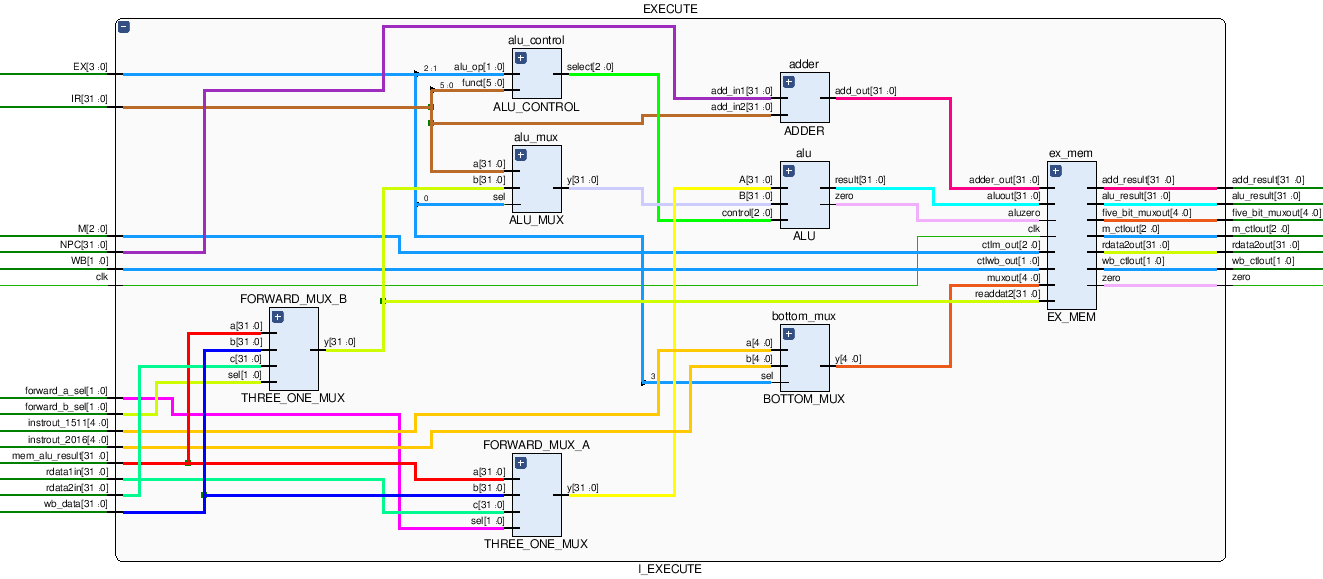 EXECUTE
EX[3 :0]
IR[31 :0]
M[2 :0]
NPC[31 :0]
WB[1 :0]
clk
forward_a_sel[1 :0]
forward_b_sel[1 :0]
instrout_1511[4 :0]
instrout_2016[4 :0]
mem_alu_result[31 :0]
rdata1in[31 :0]
rdata2in[31 :0]
wb_data[31 :0]
alu_control
2 :1
alu_op[1 :0]
5 :0
funct[5 :0]
select[2 :0]
ALU_CONTROL
alu_mux
a[31 :0]
b[31 :0]
0
sel
y[31 :0]
ALU_MUX
FORWARD_MUX_B
a[31 :0]
b[31 :0]
c[31 :0]
sel[1 :0]
y[31 :0]
THREE_ONE_MUX
FORWARD_MUX_A
a[31 :0]
b[31 :0]
c[31 :0]
sel[1 :0]
y[31 :0]
THREE_ONE_MUX
adder
add_in1[31 :0]
add_in2[31 :0]
add_out[31 :0]
ADDER
alu
A[31 :0]
B[31 :0]
control[2 :0]
result[31 :0]
zero
ALU
bottom_mux
a[4 :0]
b[4 :0]
3
sel
y[4 :0]
BOTTOM_MUX
ex_mem
adder_out[31 :0]
aluout[31 :0]
aluzero
clk
ctlm_out[2 :0]
ctlwb_out[1 :0]
muxout[4 :0]
readdat2[31 :0]
add_result[31 :0]
alu_result[31 :0]
five_bit_muxout[4 :0]
m_ctlout[2 :0]
rdata2out[31 :0]
wb_ctlout[1 :0]
zero
EX_MEM
add_result[31 :0]
alu_result[31 :0]
five_bit_muxout[4 :0]
m_ctlout[2 :0]
rdata2out[31 :0]
wb_ctlout[1 :0]
zero
I_EXECUTE